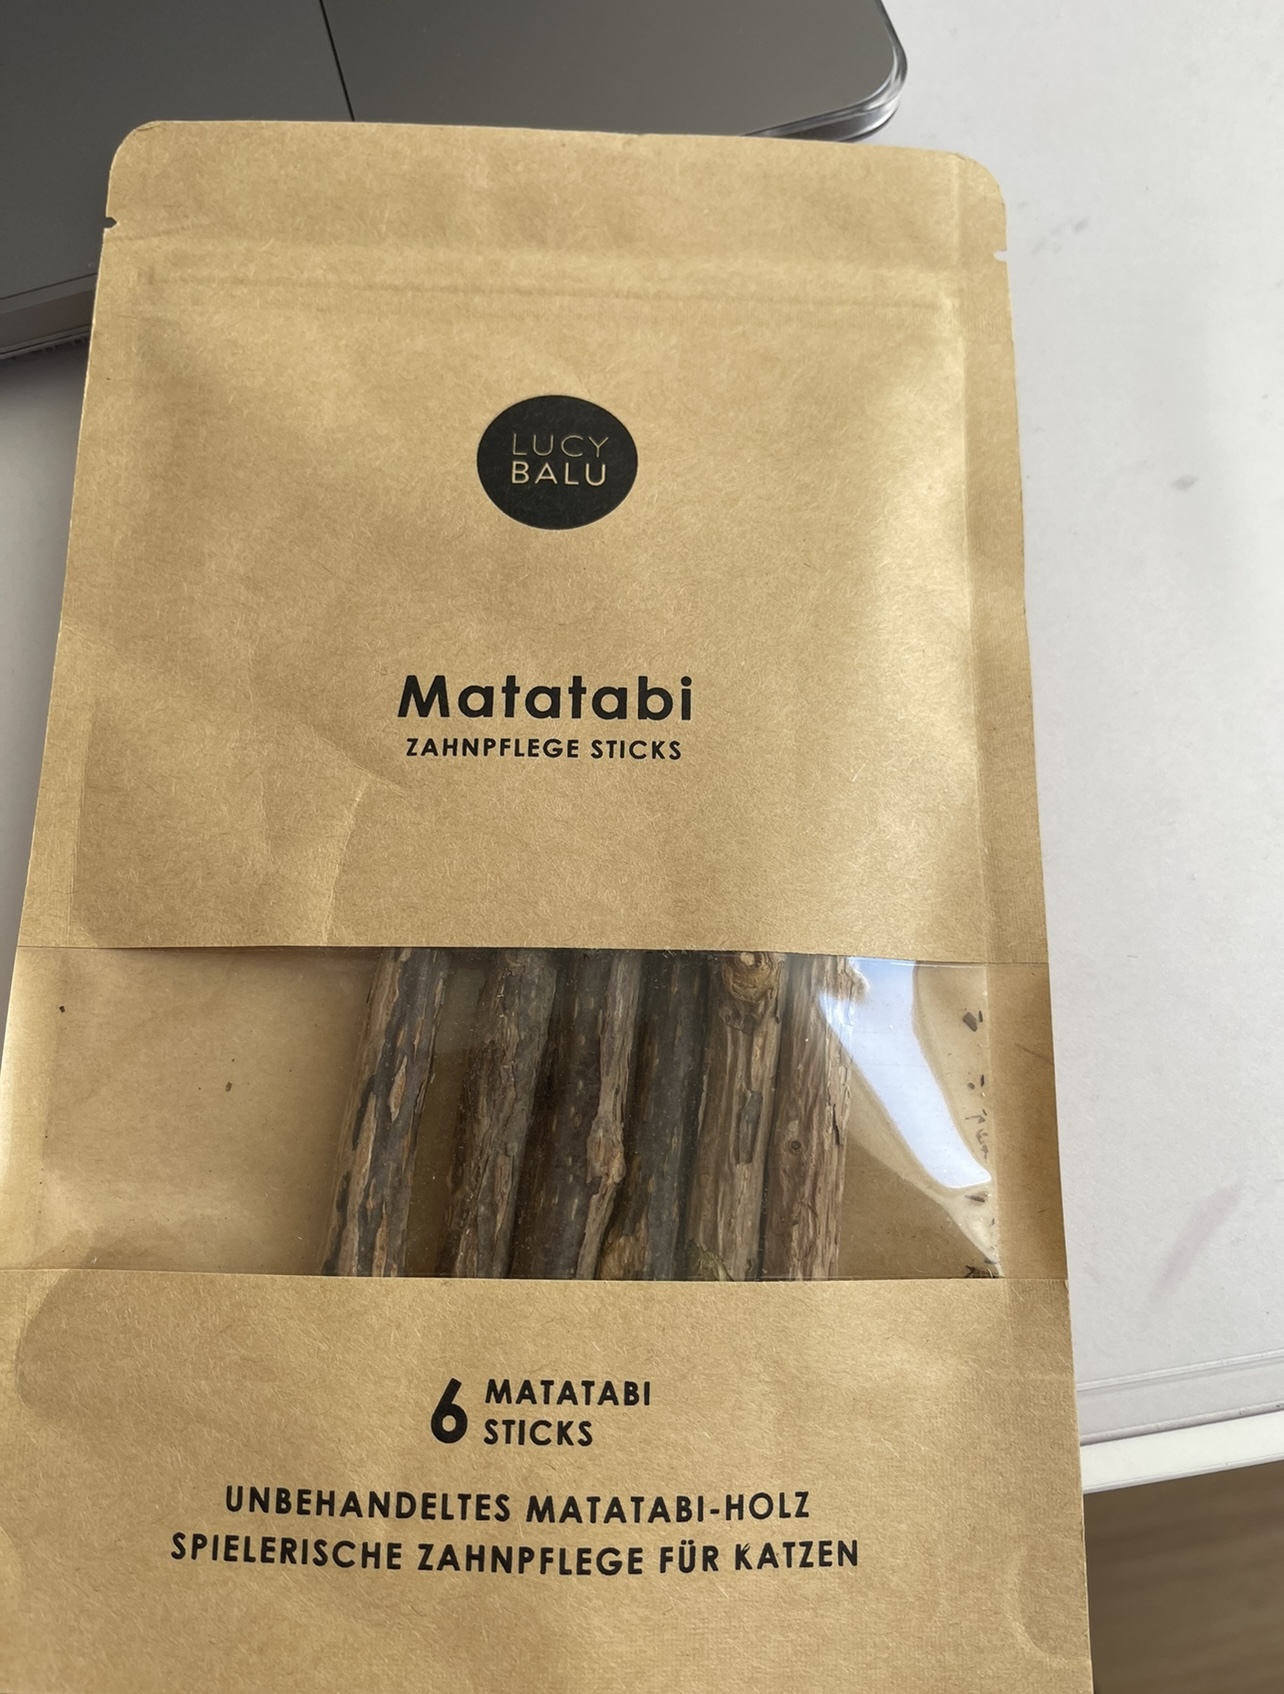 LUCY
BALU
Matatabi
ZAHNPFLEGE STICKS
6 MATATABI
STICKS
UNBEHANDELTES MATATABI-HOLZ
SPIELERISCHE ZAHNPFLEGE FÜR KATZEN